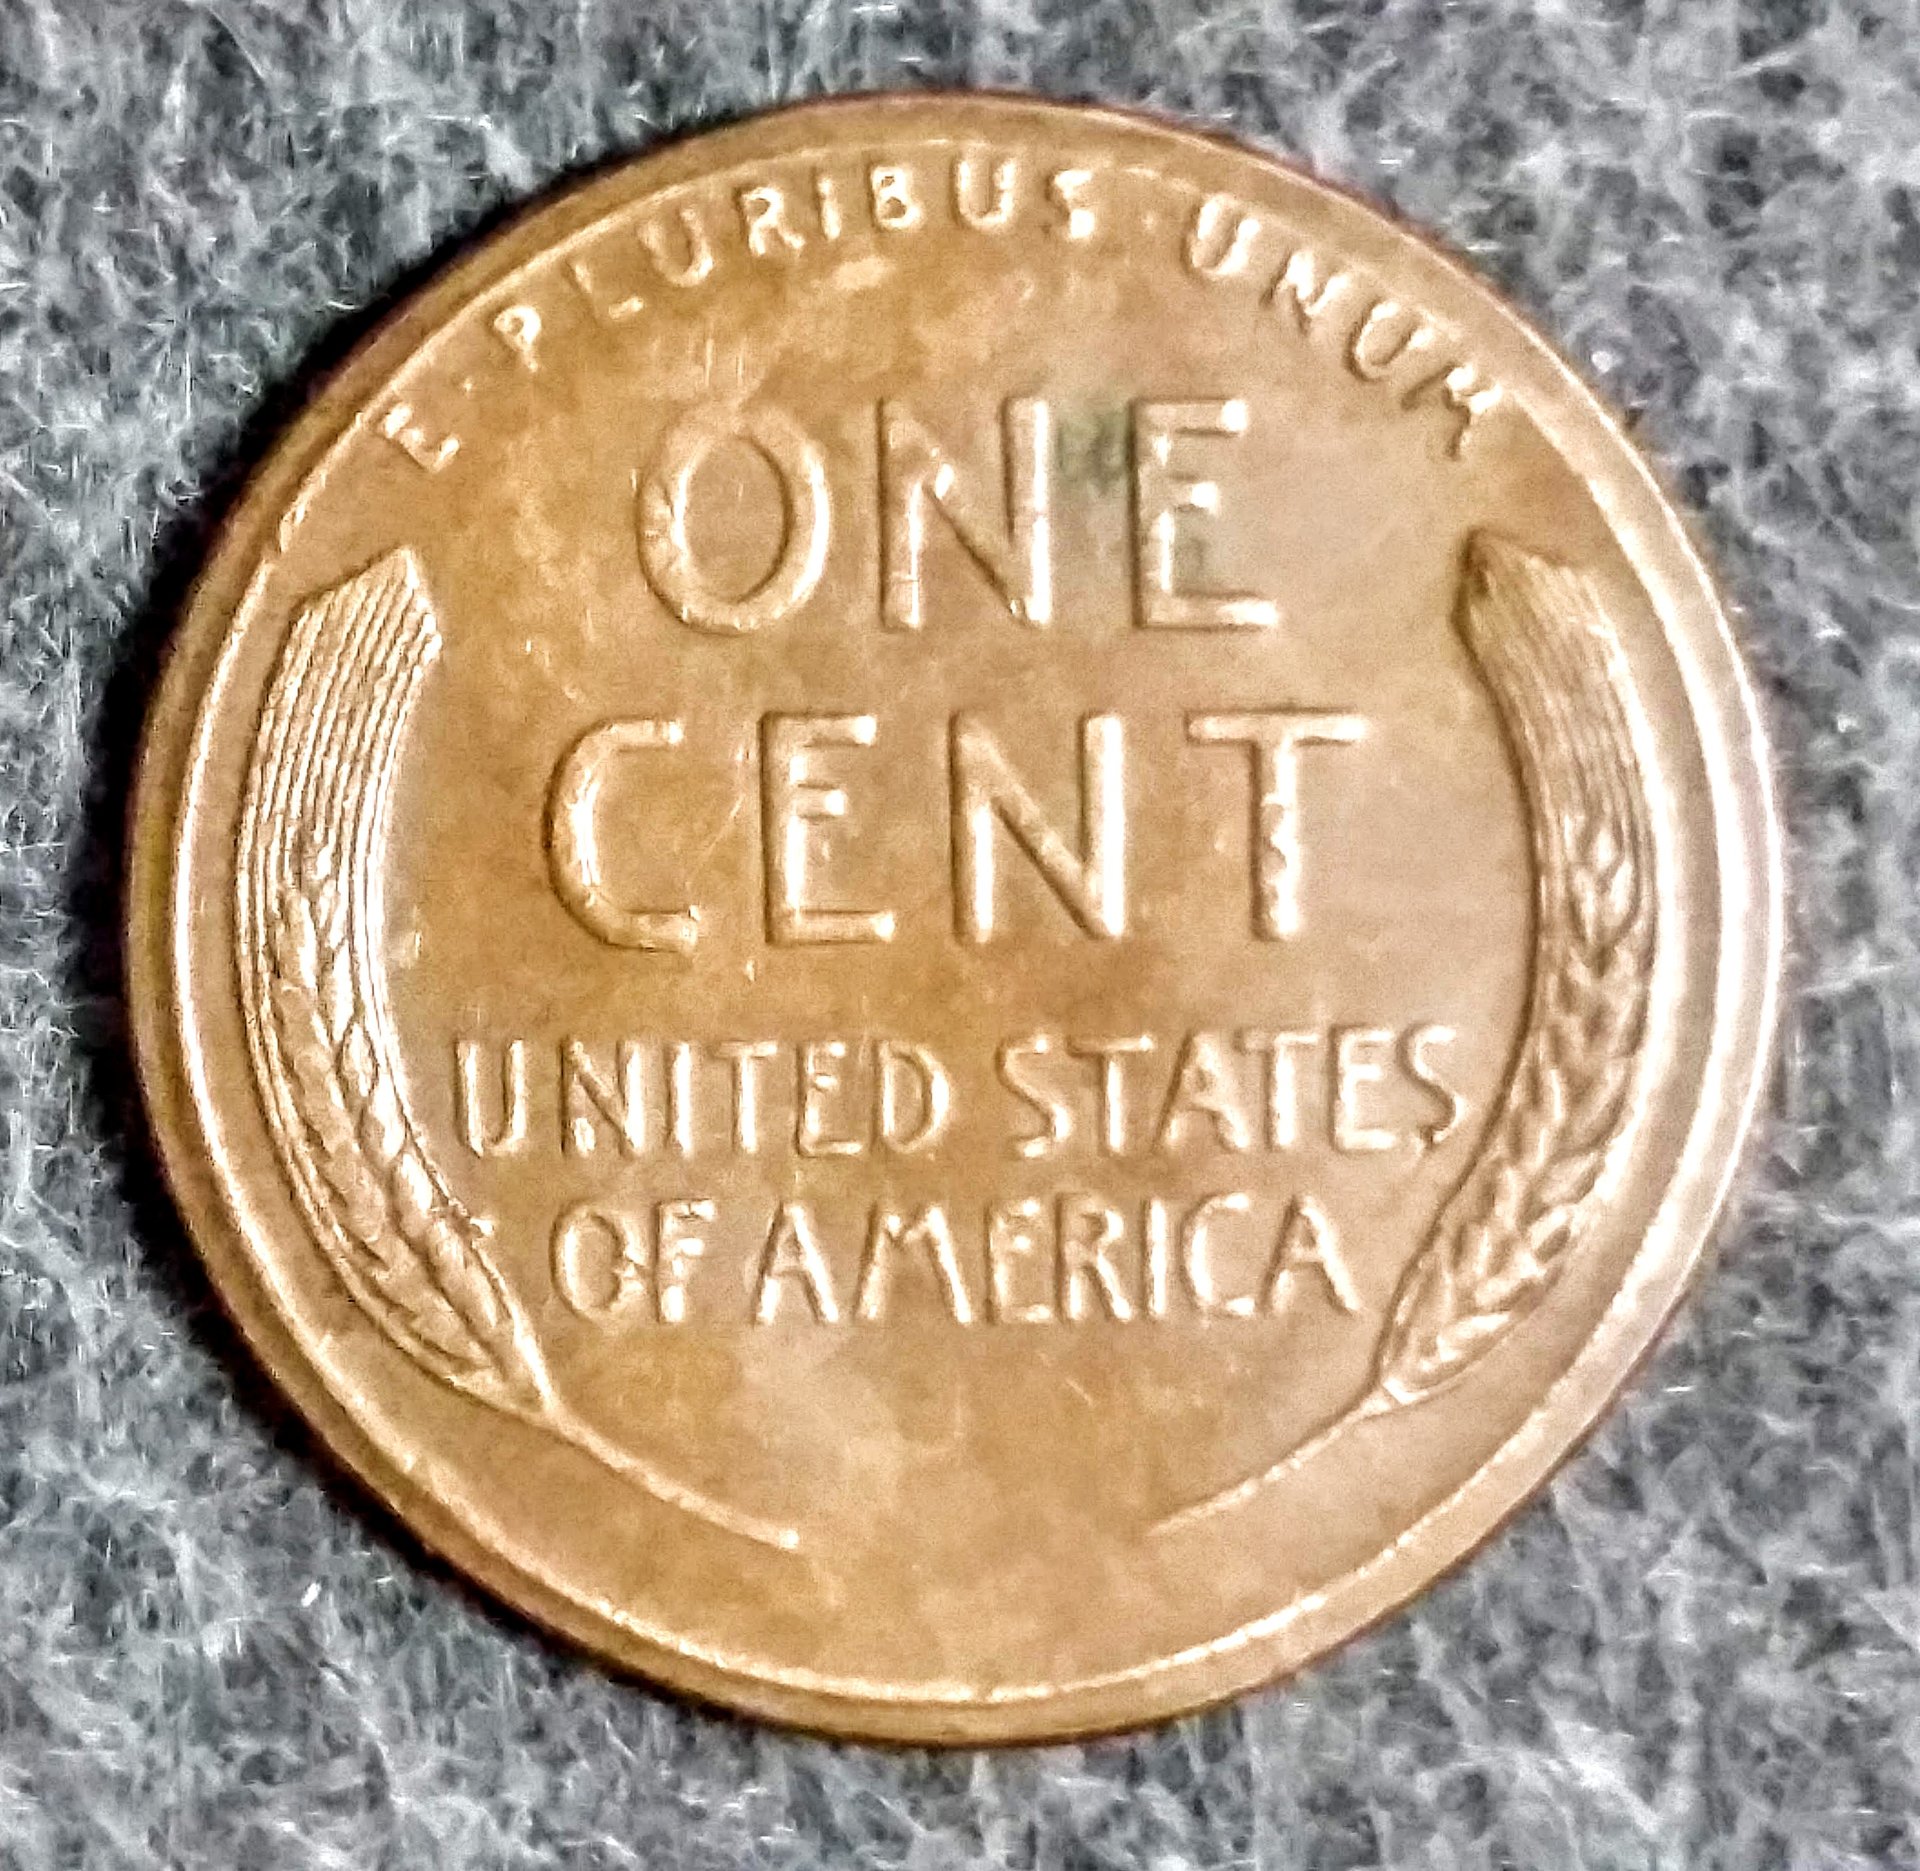 E·PLURIBUS·UNUM
ONE
CENT
UNITED STATES
OF AMERICA